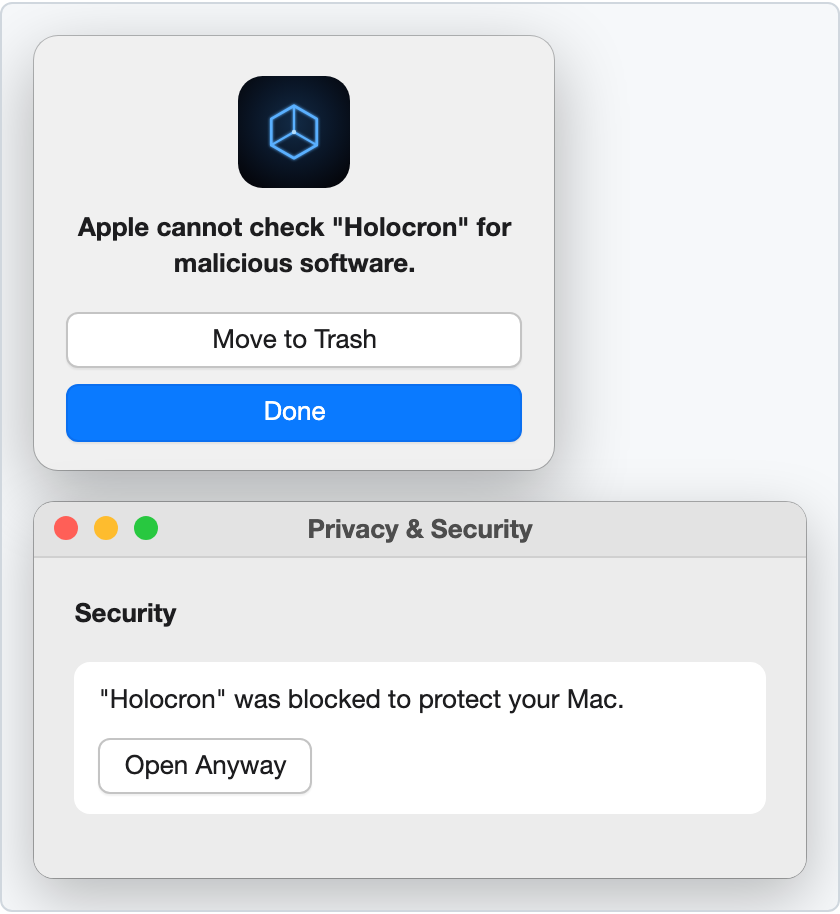 Apple cannot check "Holocron" for
malicious software.
Move to Trash
Done
Privacy & Security
Security
"Holocron" was blocked to protect your Mac.
Open Anyway